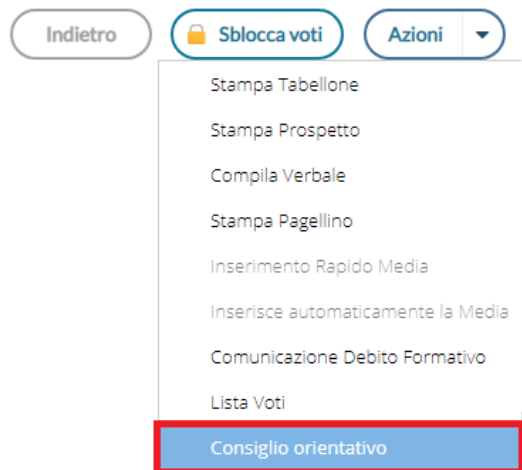 Indietro
Sblocca voti
Azioni
Stampa Tabellone
Stampa Prospetto
Compila Verbale
Stampa Pagellino
Inserimento Rapido Media
Inserisce automaticamente la Media
Comunicazione Debito Formativo
Lista Voti
Consiglio orientativo